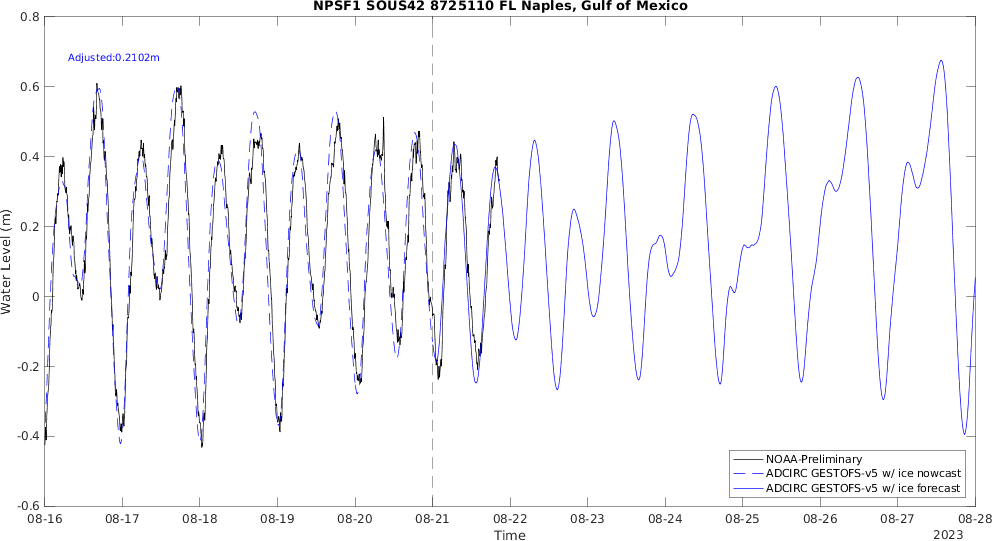 NPSF1 SOUS42 8725110 FL Naples, Gulf of Mexico
Adjusted:0.2102m
Water Level (m)
0.8
0.6
0.4
0.2
0
-0.2
-0.4
-0.6
NOAA-Preliminary
ADCIRC GESTOFS-v5 w/ ice nowcast
ADCIRC GESTOFS-v5 w/ ice forecast
08-16 08-17 08-18 08-19 08-20 08-21 08-22 08-23 08-24 08-25 08-26 08-27 08-28
Time
2023